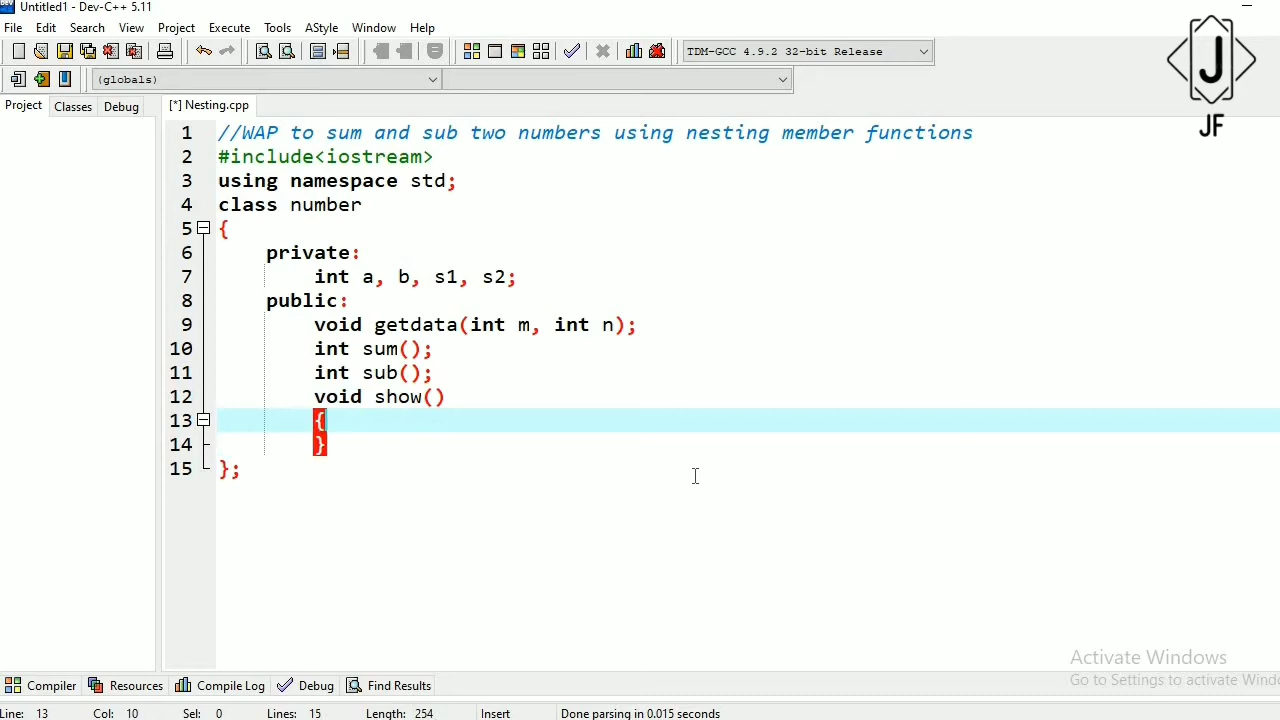 Untitled1 - Dev-C++ 5.11
File Edit Search View Project Execute Tools AStyle Window Help
TDM-GCC 4.9.2 32-bit Release
(globals)
Project Classes Debug [*] Nesting.cpp
1 //WAP to sum and sub two numbers using nesting member functions
2 #include<iostream>
3 using namespace std;
4 class number
5 {
6 private:
7 int a, b, s1, s2;
8 public:
9 void getdata(int m, int n);
10 int sum();
11 int sub();
12 void show()
13 {
14 }
15 };
J
JF
Activate Windows
Go to Settings to activate Windo
Compiler Resources Compile Log Debug Find Results
Line: 13 Col: 10 Sel: 0 Lines: 15 Length: 254 Insert Done parsing in 0.015 seconds